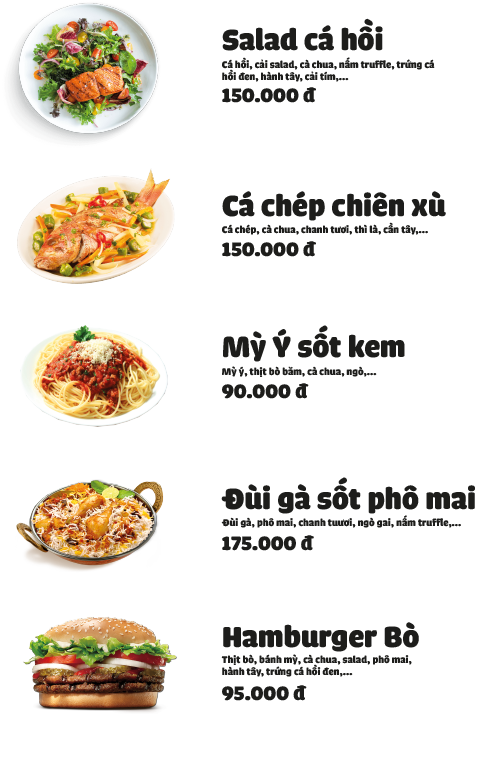 Salad cá hồi
Cá hồi, cải salad, cà chua, nấm truffle, trứng cá
hồi đen, hành tây, cải tím,...
150.000 đ
Cá chép chiên xù
Cá chép, cà chua, chanh tươi, thì là, cần tây,...
150.000 đ
Mỳ Ý sốt kem
Mỳ ý, thịt bò băm, cà chua, ngò,...
90.000 đ
Đùi gà sốt phô mai
Đùi gà, phô mai, chanh tuươi, ngò gai, nấm truffle,...
175.000 đ
Hamburger Bò
Thịt bò, bánh mỳ, cà chua, salad, phô mai,
hành tây, trứng cá hồi đen,...
95.000 đ